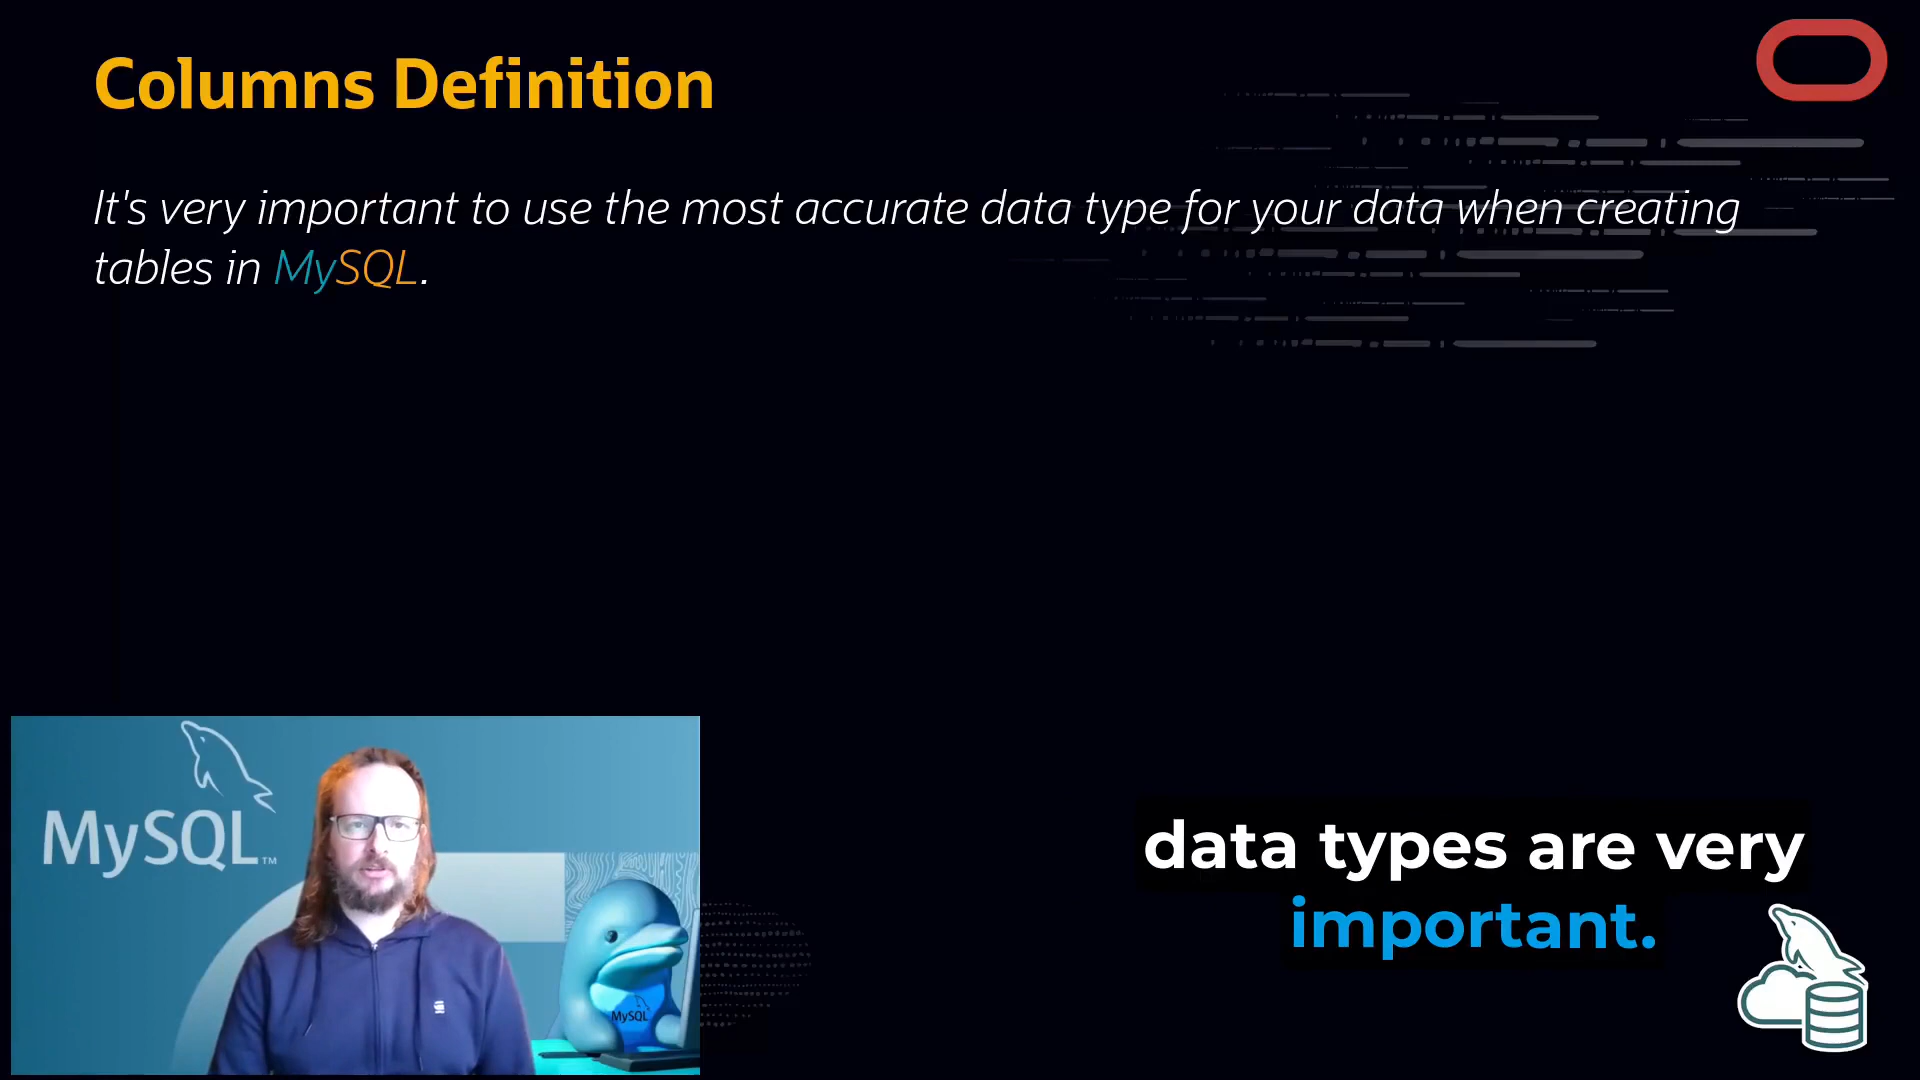 Columns Definition
It's very important to use the most accurate data type for your data when creating
tables in MySQL.
MySQL™
MySQL
data types are very
important.